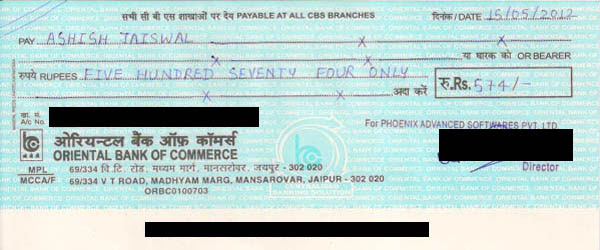 सभी सी बी एस शाखाओं पर देय PAYABLE AT ALL CBS BRANCHES दिनांक/DATE 15/05/2012
PAY ASHISH JAISWAL
या धारक को OR BEARER
रुपये RUPEES FIVE HUNDRED SEVENTY FOUR ONLY
अदा करें रु.Rs. 574/-
खा. सं.
A/c No.
For PHOENIX ADVANCED SOFTWARES PVT. LTD.
ओरियन्टल बैंक ऑफ़ कॉमर्स
ORIENTAL BANK OF COMMERCE
Director
MPL 69/334 वि.टि. रोड, मध्यम मार्ग, मानसरोवर, जयपुर - 302 020
MCCA/F 69/334 V T ROAD, MADHYAM MARG, MANSAROVAR, JAIPUR - 302 020
ORBC0100703